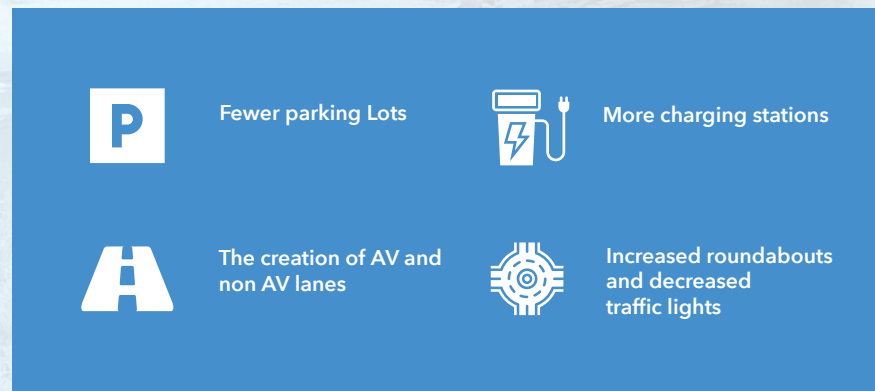 P
Fewer parking Lots
More charging stations
The creation of AV and
non AV lanes
Increased roundabouts
and decreased
traffic lights